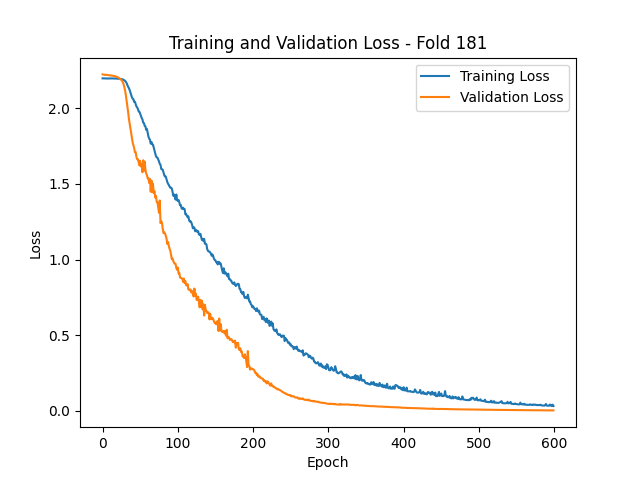 Training and Validation Loss - Fold 181
Training Loss
Validation Loss
Loss
2.0
1.5
1.0
0.5
0.0
0 100 200 300 400 500 600
Epoch